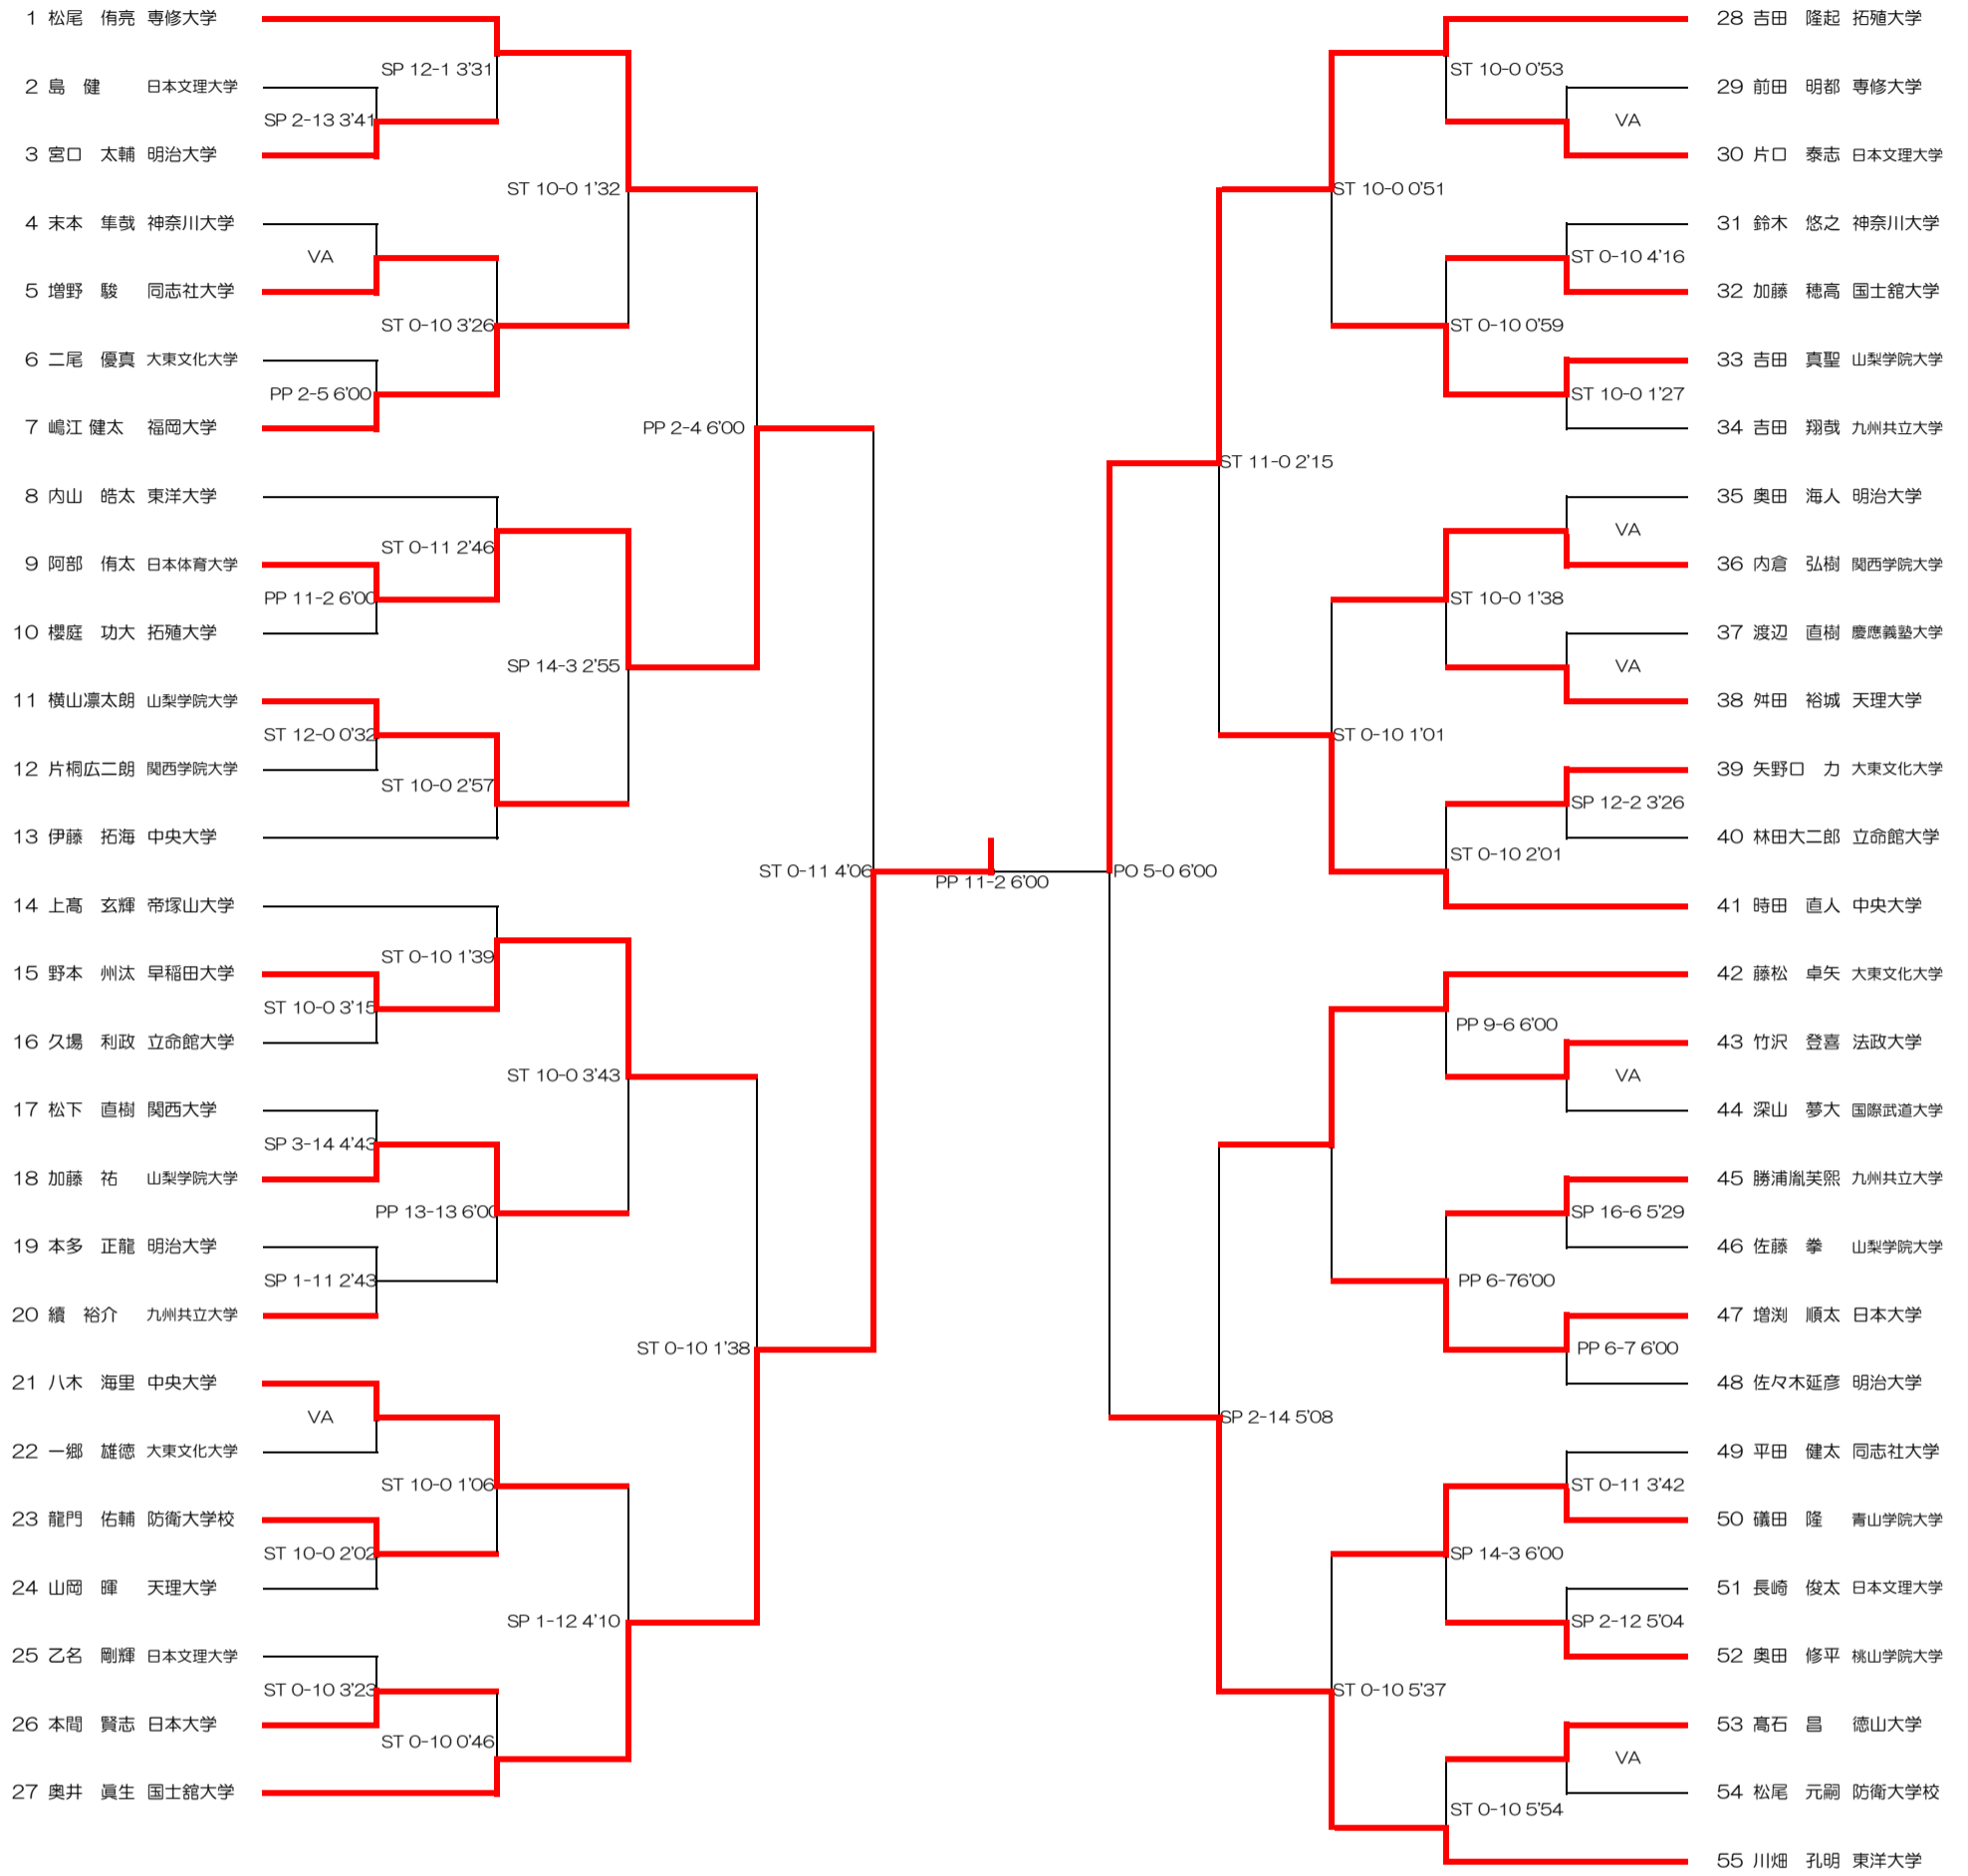 1 松尾　侑亮 専修大学
SP 12-1 3'31
2 島　健 日本文理大学
SP 2-13 3'41
3 宮口　太輔 明治大学
ST 10-0 1'32
4 末本　隼哉 神奈川大学
VA
5 増野　駿 同志社大学
ST 0-10 3'26
6 二尾　優真 大東文化大学
PP 2-5 6'00
7 嶋江 健太 福岡大学
PP 2-4 6'00
8 内山　皓太 東洋大学
ST 0-11 2'46
9 阿部　侑太 日本体育大学
PP 11-2 6'00
10 櫻庭　功大 拓殖大学
SP 14-3 2'55
11 横山凛太朗 山梨学院大学
ST 12-0 0'32
12 片桐広二朗 関西学院大学
ST 10-0 2'57
13 伊藤　拓海 中央大学
ST 0-11 4'06
14 上髙　玄輝 帝塚山大学
ST 0-10 1'39
15 野本　州汰 早稲田大学
ST 10-0 3'15
16 久場　利政 立命館大学
ST 10-0 3'43
17 松下　直樹 関西大学
SP 3-14 4'43
18 加藤　祐 山梨学院大学
PP 13-13 6'00
19 本多　正龍 明治大学
SP 1-11 2'43
20 續　裕介 九州共立大学
ST 0-10 1'38
21 八木　海里 中央大学
VA
22 一郷　雄徳 大東文化大学
ST 10-0 1'06
23 龍門　佑輔 防衛大学校
ST 10-0 2'02
24 山岡　暉 天理大学
SP 1-12 4'10
25 乙名　剛輝 日本文理大学
ST 0-10 3'23
26 本間　賢志 日本大学
ST 0-10 0'46
27 奥井　眞生 国士舘大学
PP 11-2 6'00
28 吉田　隆起 拓殖大学
ST 10-0 0'53
29 前田　明都 専修大学
VA
30 片口　泰志 日本文理大学
ST 10-0 0'51
31 鈴木　悠之 神奈川大学
ST 0-10 4'16
32 加藤　穂高 国士舘大学
ST 0-10 0'59
33 吉田　真聖 山梨学院大学
ST 10-0 1'27
34 吉田　翔哉 九州共立大学
ST 11-0 2'15
35 奥田　海人 明治大学
VA
36 内倉　弘樹 関西学院大学
ST 10-0 1'38
37 渡辺　直樹 慶應義塾大学
VA
38 舛田　裕城 天理大学
ST 0-10 1'01
39 矢野口　力 大東文化大学
SP 12-2 3'26
40 林田大二郎 立命館大学
ST 0-10 2'01
41 時田　直人 中央大学
PO 5-0 6'00
42 藤松　卓矢 大東文化大学
PP 9-6 6'00
43 竹沢　登喜 法政大学
VA
44 深山　夢大 国際武道大学
45 勝浦胤芙煕 九州共立大学
SP 16-6 5'29
46 佐藤　拳 山梨学院大学
PP 6-76'00
47 増渕　順太 日本大学
PP 6-7 6'00
48 佐々木延彦 明治大学
SP 2-14 5'08
49 平田　健太 同志社大学
ST 0-11 3'42
50 礒田　隆 青山学院大学
SP 14-3 6'00
51 長崎　俊太 日本文理大学
SP 2-12 5'04
52 奥田　修平 桃山学院大学
ST 0-10 5'37
53 髙石　昌 徳山大学
VA
54 松尾　元嗣 防衛大学校
ST 0-10 5'54
55 川畑　孔明 東洋大学